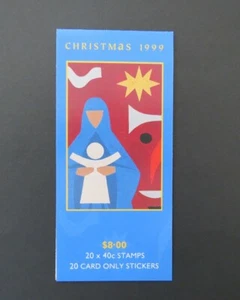 CHRISTMaS 1999
$8·00
20 x 40c STAMPS
20 CARD ONLY STICKERS